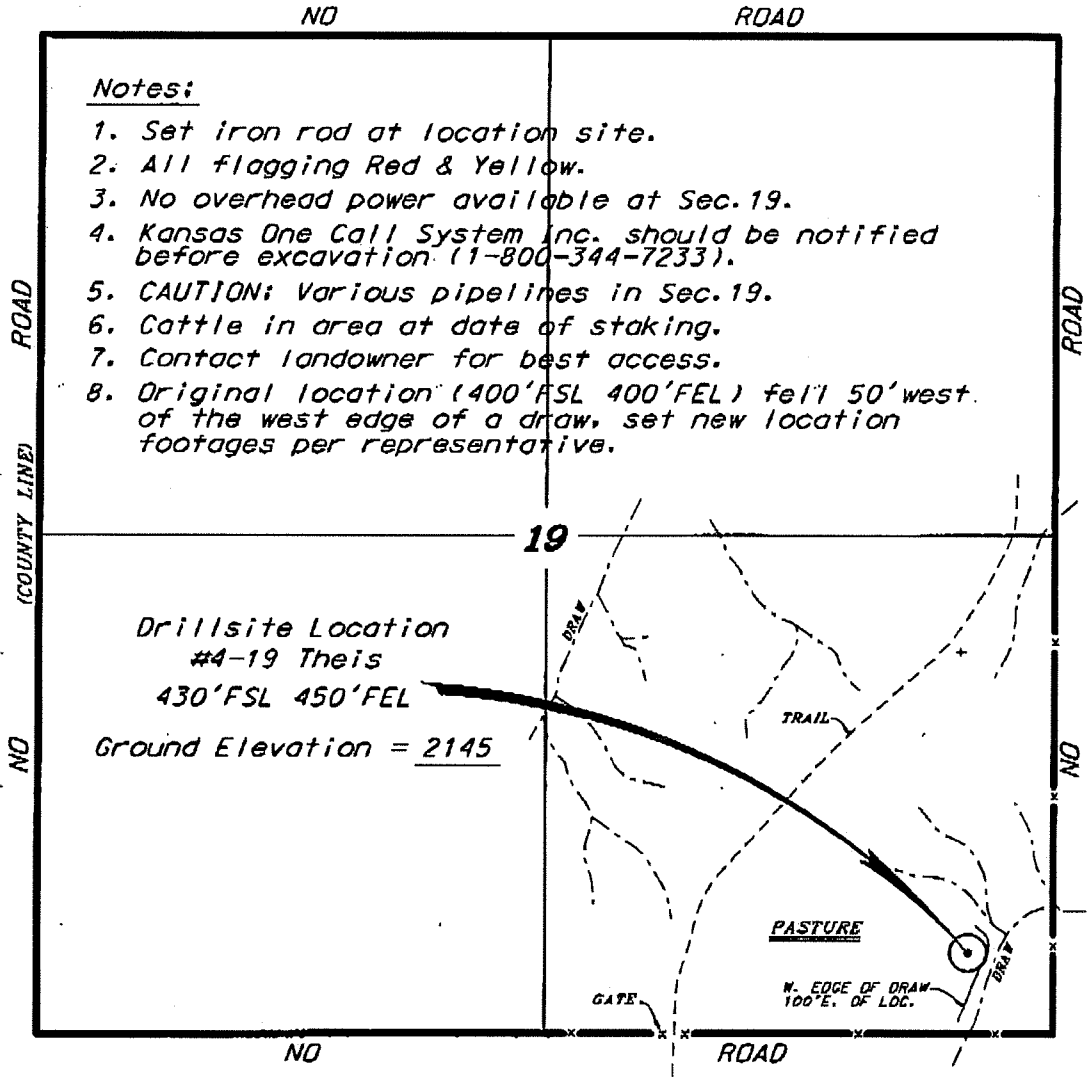 NO ROAD
Notes:
1. Set iron rod at location site.
2. All flagging Red & Yellow.
3. No overhead power available at Sec.19.
4. Kansas One Call System Inc. should be notified
before excavation (1-800-344-7233).
5. CAUTION: Various pipelines in Sec.19.
6. Cattle in area at date of staking.
7. Contact landowner for best access.
8. Original location (400'FSL 400'FEL) fell 50'west
of the west edge of a draw, set new location
footages per representative.
NO (COUNTY LINE) ROAD
NO ROAD
19
Drillsite Location
#4-19 Theis
430'FSL 450'FEL
Ground Elevation = 2145
DRAW
TRAIL
PASTURE
W. EDGE OF DRAW
100'E. OF LOC.
DRAW
GATE
NO ROAD